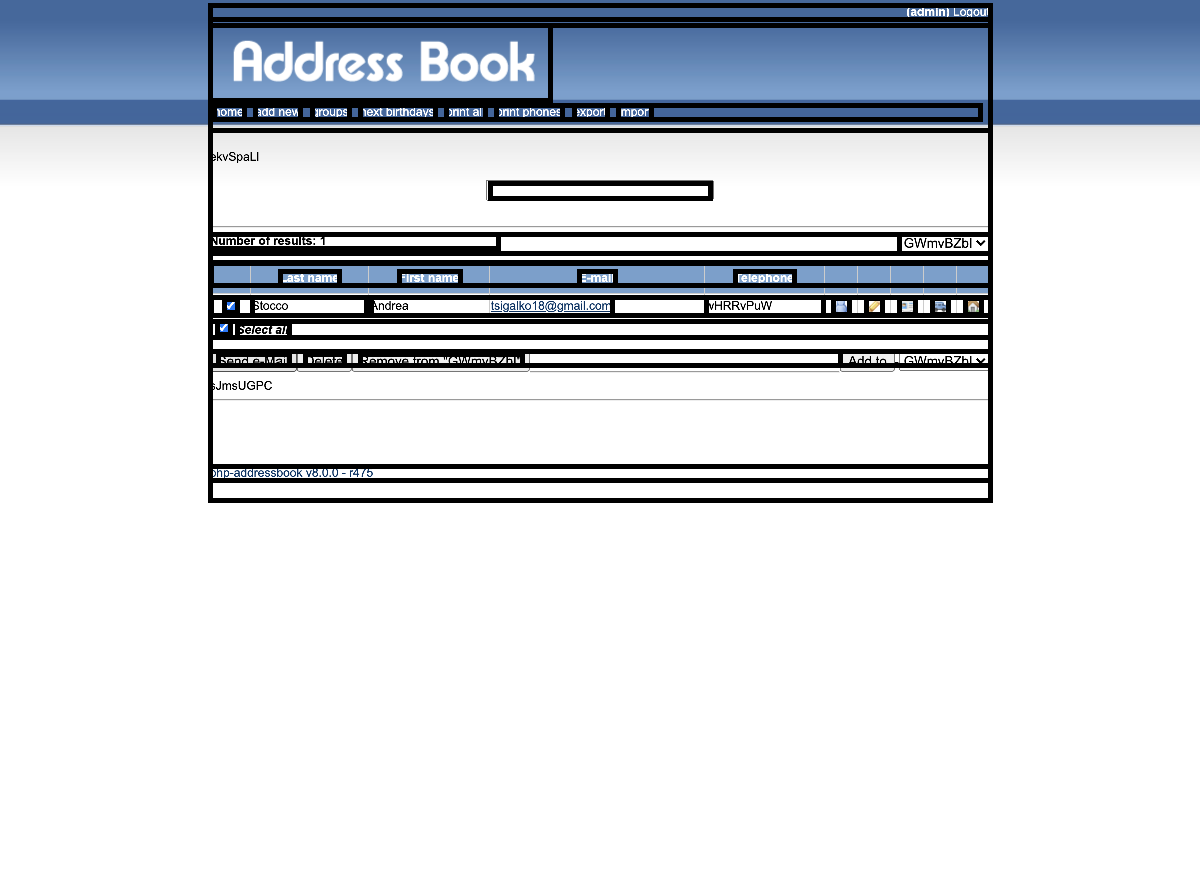 (admin) Logout
Address Book
home add new groups next birthdays print all print phones export import
ekvSpaLl
Number of results: 1 GWmvBZbI
Last name First name E-mail Telephone
Stocco Andrea tsigalko18@gmail.com vHRRvPuW
Select all
Send e-Mail Delete Remove from "GWmvBZbI" Add to - GWmvBZbI
sJmsUGPC
php-addressbook v8.0.0 - r475